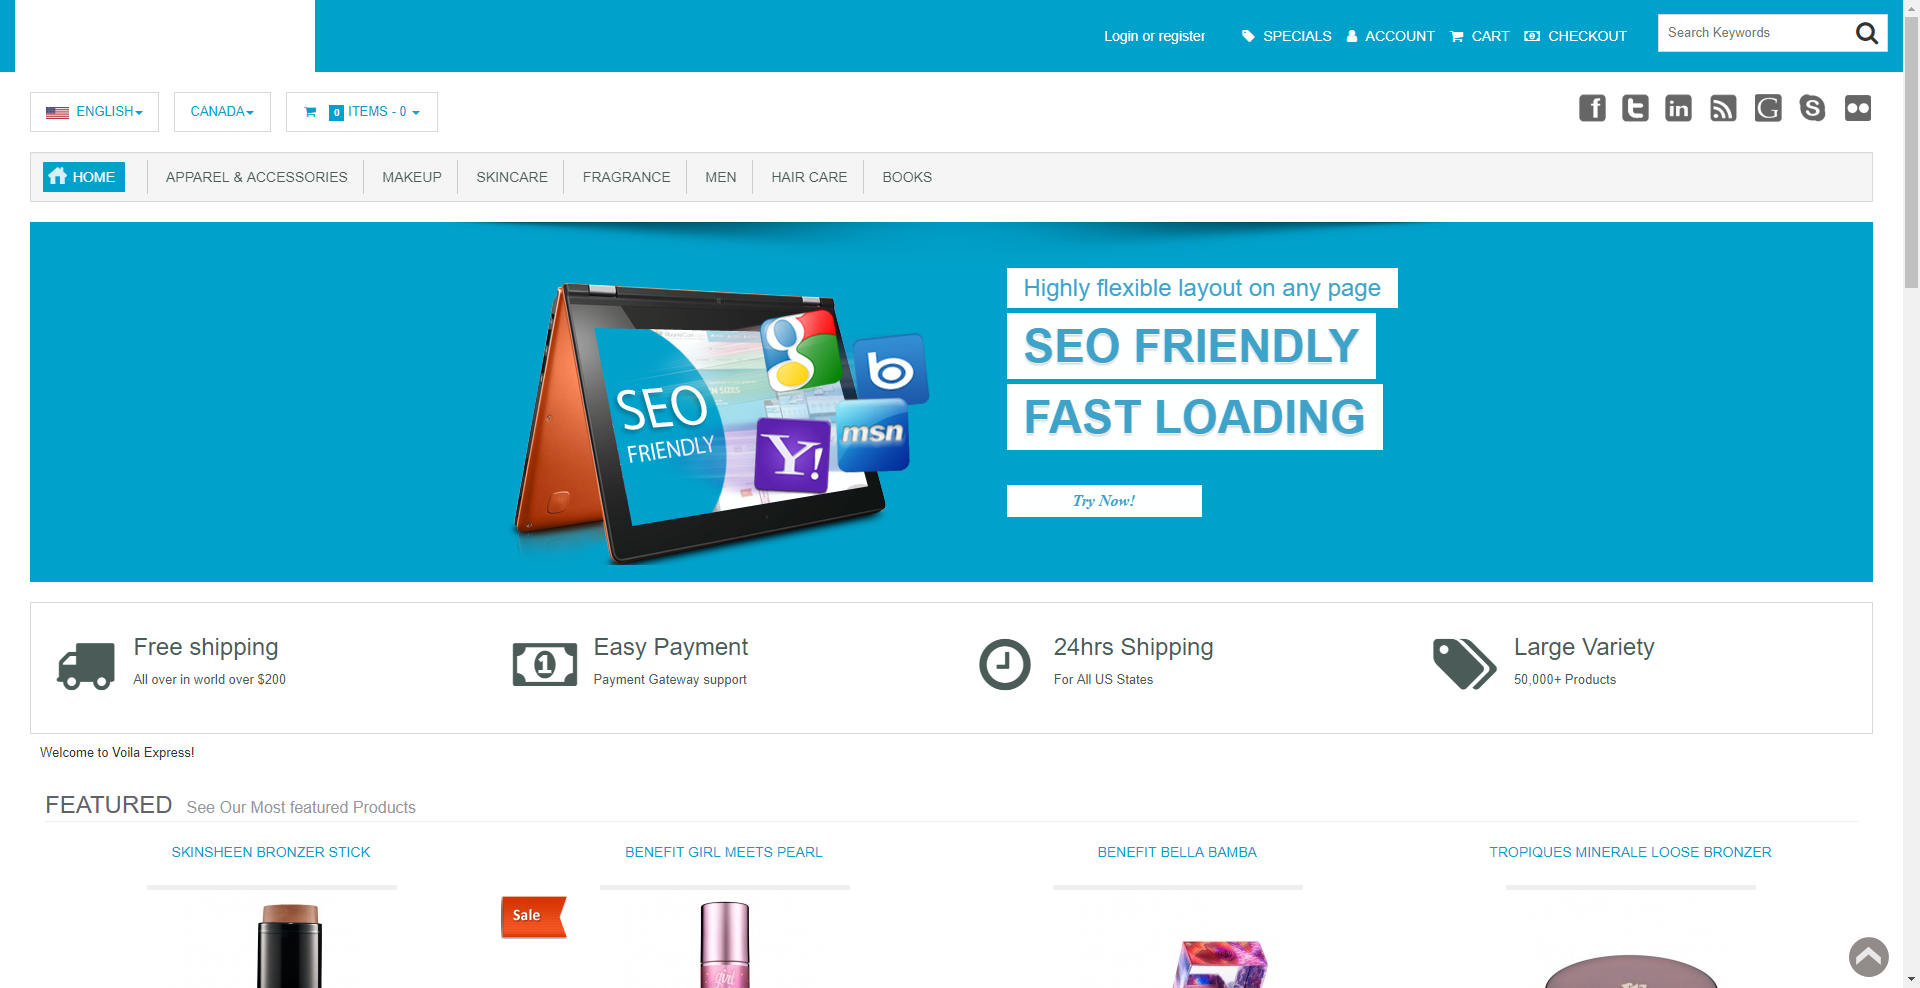 Login or register
SPECIALS
ACCOUNT
CART
CHECKOUT
Search Keywords
ENGLISH
CANADA
0 ITEMS - 0
HOME
APPAREL & ACCESSORIES
MAKEUP
SKINCARE
FRAGRANCE
MEN
HAIR CARE
BOOKS
Highly flexible layout on any page
SEO FRIENDLY
FAST LOADING
Try Now!
SEO
FRIENDLY
g
b
Y!
msn
Free shipping
All over in world over $200
1
Easy Payment
Payment Gateway support
24hrs Shipping
For All US States
Large Variety
50,000+ Products
Welcome to Voila Express!
FEATURED See Our Most featured Products
SKINSHEEN BRONZER STICK
BENEFIT GIRL MEETS PEARL
BENEFIT BELLA BAMBA
TROPIQUES MINERALE LOOSE BRONZER
Sale
girl